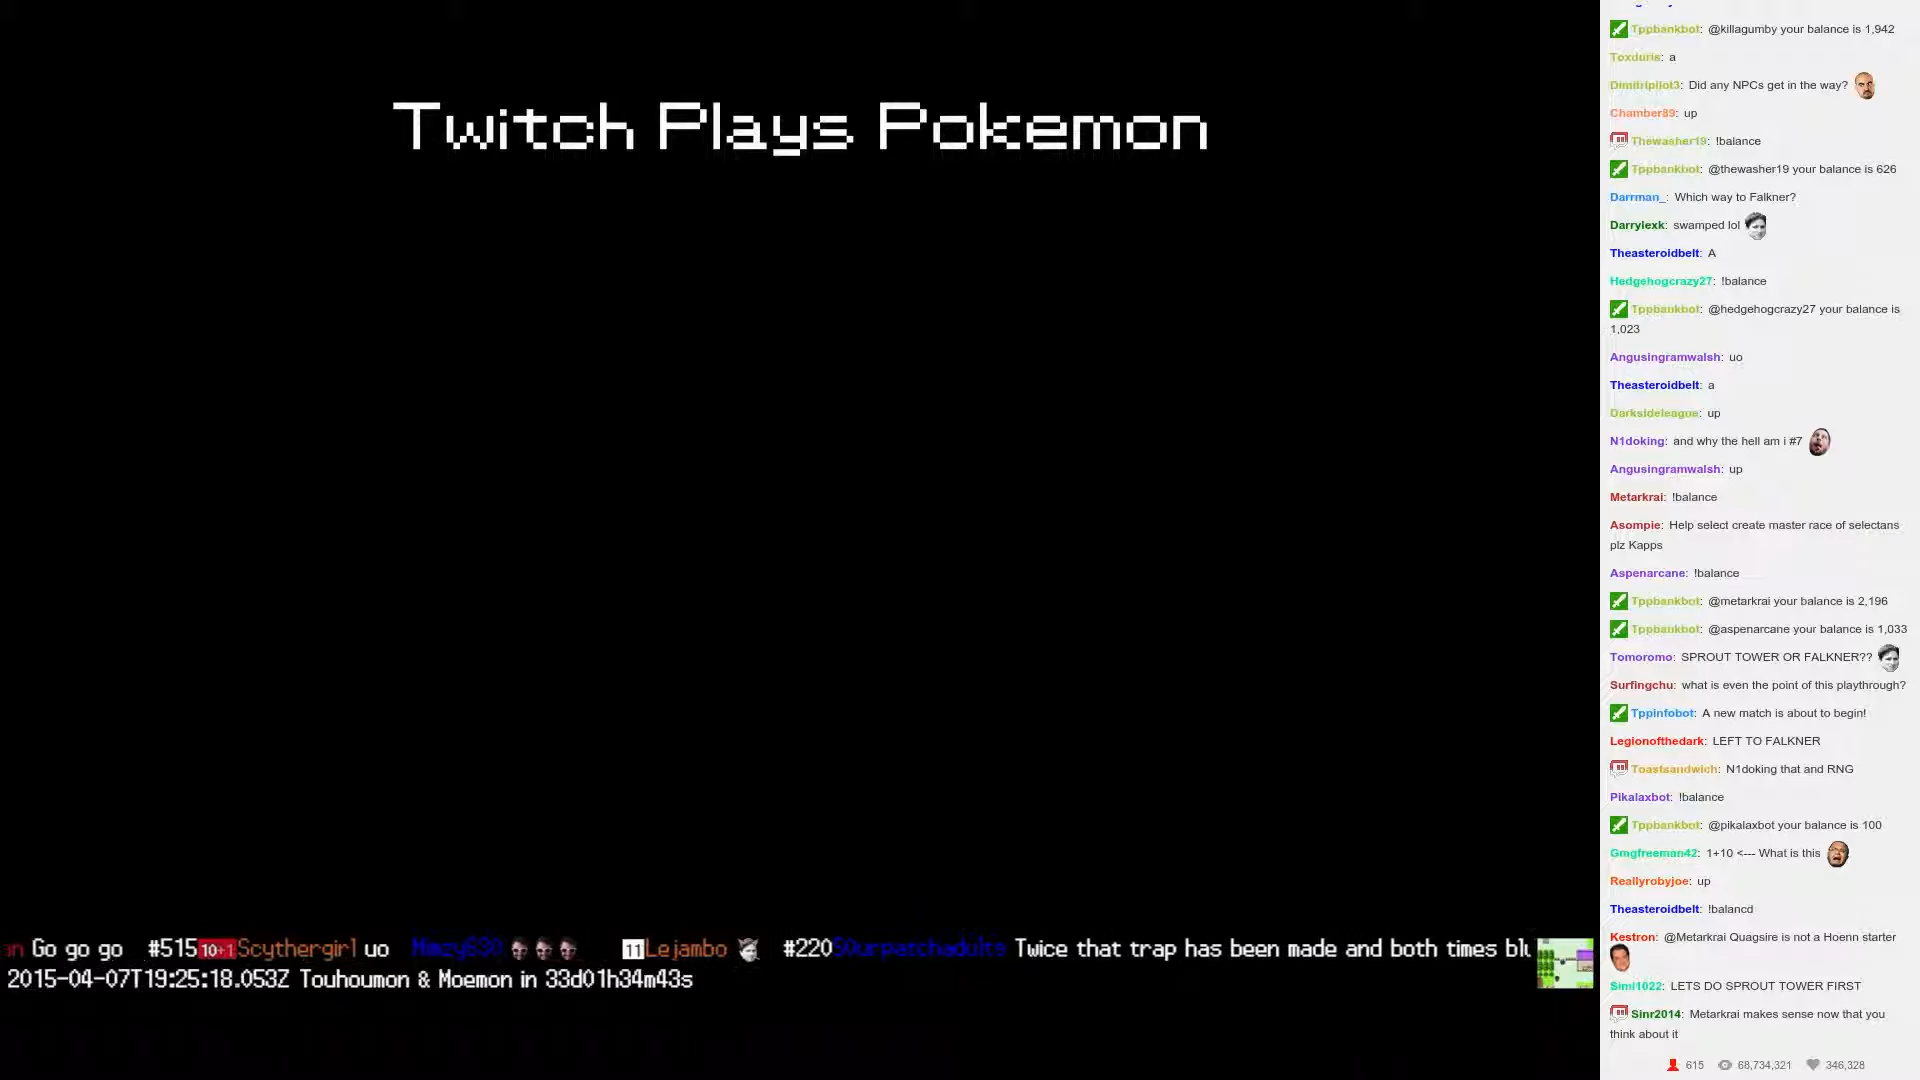 Twitch Plays Pokemon
Go go go #515 10+1 Scythergirl uo 11 Lejambo #220 50urpatchadults Twice that trap has been made and both times blu
2015-04-07T19:25:18.053Z Touhoumon & Moemon in 33d01h34m43s
Tppbankbot: @killagumby your balance is 1,942
Toxduris: a
Dimitripilot3: Did any NPCs get in the way?
Chamber89: up
Thewasher19: !balance
Tppbankbot: @thewasher19 your balance is 626
Darrman_: Which way to Falkner?
Darrylexk: swamped lol
Theasteroidbelt: A
Hedgehogcrazy27: !balance
Tppbankbot: @hedgehogcrazy27 your balance is
1,023
Angusingramwalsh: uo
Theasteroidbelt: a
Darksideleague: up
N1doking: and why the hell am i #7
Angusingramwalsh: up
Metarkrai: !balance
Asompie: Help select create master race of selectans
plz Kapps
Aspenarcane: !balance
Tppbankbot: @metarkrai your balance is 2,196
Tppbankbot: @aspenarcane your balance is 1,033
Tomoromo: SPROUT TOWER OR FALKNER??
Surfingchu: what is even the point of this playthrough?
Tppinfobot: A new match is about to begin!
Legionofthedark: LEFT TO FALKNER
Toastsandwich: N1doking that and RNG
Pikalaxbot: !balance
Tppbankbot: @pikalaxbot your balance is 100
Gmgfreeman42: 1+10 <--- What is this
Reallyrobyjoe: up
Theasteroidbelt: !balancd
Kestron: @Metarkrai Quagsire is not a Hoenn starter
Simi1022: LETS DO SPROUT TOWER FIRST
Sinr2014: Metarkrai makes sense now that you
think about it
615 68,734,321 346,328